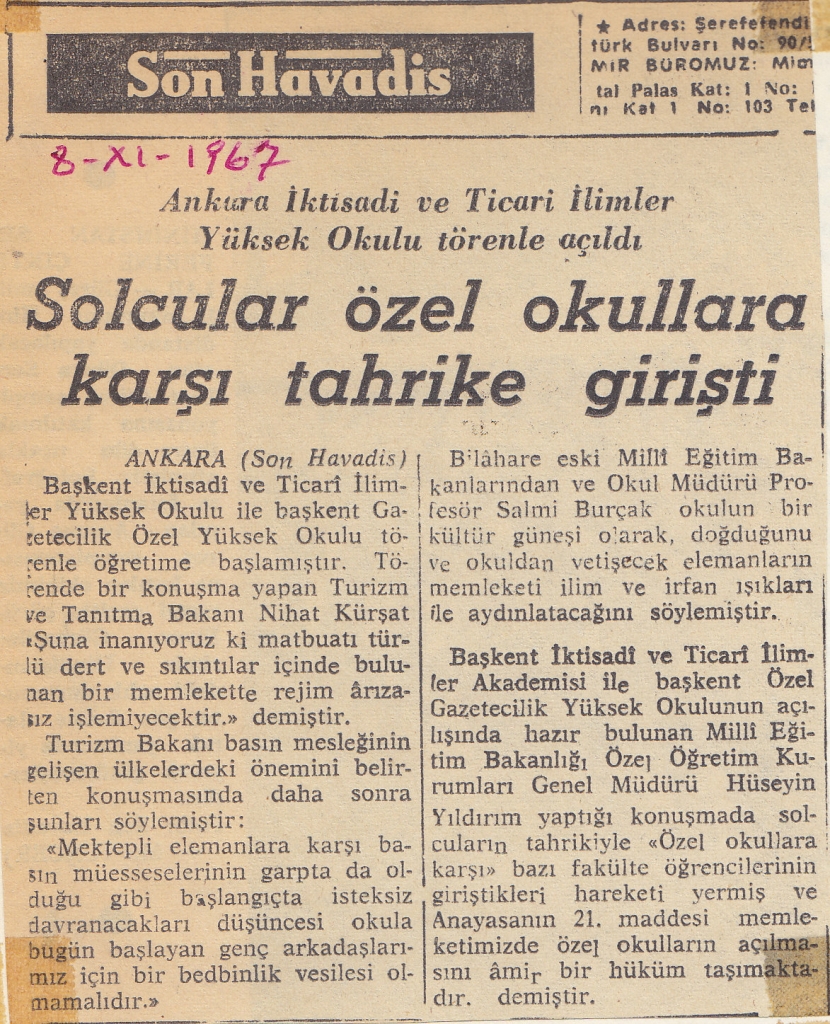 Son Havadis
★ Adres: Şerefefendi
türk Bulvarı No: 90/
MİR BÜROMUZ:
tal Palas Kat: 1 No:
nı Kat 1 No: 103 Tel
8-XI-1967
Ankara İktisadi ve Ticari İlimler
Yüksek Okulu törenle açıldı
Solcular özel okullara
karşı tahrike girişti
ANKARA (Son Havadis)
Başkent İktisadî ve Ticarî İlim-
ler Yüksek Okulu ile başkent Ga-
zetecilik Özel Yüksek Okulu tö-
renle öğretime başlamıştır. Tö-
rende bir konuşma yapan Turizm
ve Tanıtma Bakanı Nihat Kürşat
«Şuna inanıyoruz ki matbuatı tür-
lü dert ve sıkıntılar içinde bulu-
nan bir memlekette rejim ârıza-
sız işlemiyecektir.» demiştir.
Turizm Bakanı basın mesleğinin
gelişen ülkelerdeki önemini belir-
ten konuşmasında daha sonra
şunları söylemiştir:
«Mektepli elemanlara karşı ba-
sın müesseselerinin garpta da ol-
duğu gibi başlangıçta isteksiz
davranacakları düşüncesi okula
bugün başlayan genç arkadaşları-
mız için bir bedbinlik vesilesi ol-
mamalıdır.»
Bilâhare eski Millî Eğitim Ba-
kanlarından ve Okul Müdürü Pro-
fesör Salmi Burçak okulun bir
kültür güneşi olarak, doğduğunu
ve okuldan vetişecek elemanların
memleketi ilim ve irfan ışıkları
ile aydınlatacağını söylemiştir.
Başkent İktisadî ve Ticarî İlim-
ler Akademisi ile başkent Özel
Gazetecilik Yüksek Okulunun açı-
lışında hazır bulunan Millî Eği-
tim Bakanlığı Özel Öğretim Ku-
rumları Genel Müdürü Hüseyin
Yıldırım yaptığı konuşmada sol-
cuların tahrikiyle «Özel okullara
karşı» bazı fakülte öğrencilerinin
giriştikleri hareketi yermiş ve
Anayasanın 21. maddesi memle-
ketimizde özel okulların açılma-
sını âmir bir hüküm taşımakta-
dır. demiştir.